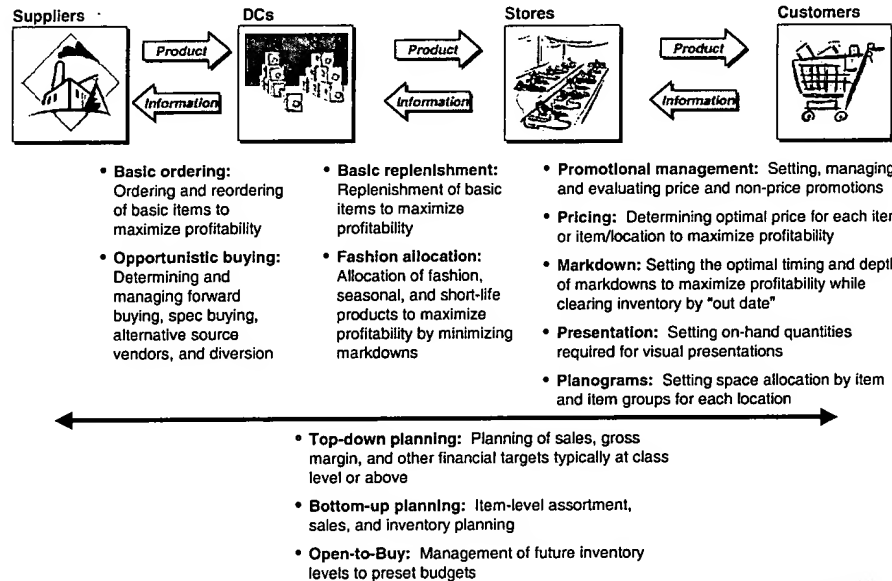 Suppliers
DCs
Stores
Customers
Product
Product
Product
Information
Information
Information
• Basic ordering:
Ordering and reordering
of basic items to
maximize profitability
• Opportunistic buying:
Determining and
managing forward
buying, spec buying,
alternative source
vendors, and diversion
• Basic replenishment:
Replenishment of basic
items to maximize
profitability
• Fashion allocation:
Allocation of fashion,
seasonal, and short-life
products to maximize
profitability by minimizing
markdowns
• Promotional management: Setting, managing
and evaluating price and non-price promotions
• Pricing: Determining optimal price for each iter
or item/location to maximize profitability
• Markdown: Setting the optimal timing and depth
of markdowns to maximize profitability while
clearing inventory by "out date"
• Presentation: Setting on-hand quantities
required for visual presentations
• Planograms: Setting space allocation by item
and item groups for each location
• Top-down planning: Planning of sales, gross
margin, and other financial targets typically at class
level or above
• Bottom-up planning: Item-level assortment,
sales, and inventory planning
• Open-to-Buy: Management of future inventory
levels to preset budgets